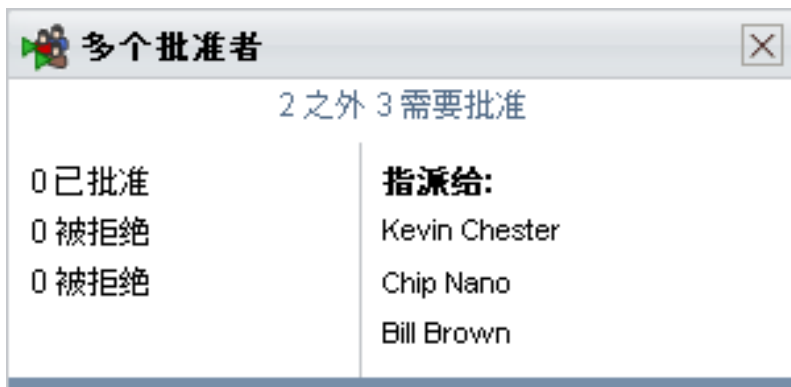 多个批准者
2 之外 3 需要批准
0 已批准
0 被拒绝
0 被拒绝
指派给:
Kevin Chester
Chip Nano
Bill Brown